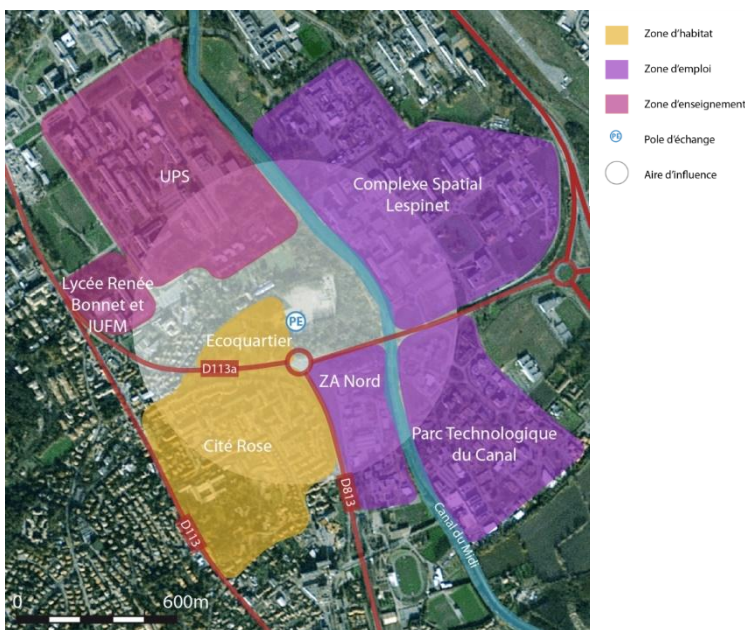 UPS
Complexe Spatial
Lespinet
Lycée Renée
Bonnet et
IUFM
PE
Ecoquartier
D113a
ZA Nord
Cité Rose
Parc Technologique
du Canal
D813
D113
Canal du Midi
0 600m
Zone d'habitat
Zone d'emploi
Zone d'enseignement
PE Pole d'échange
Aire d'influence